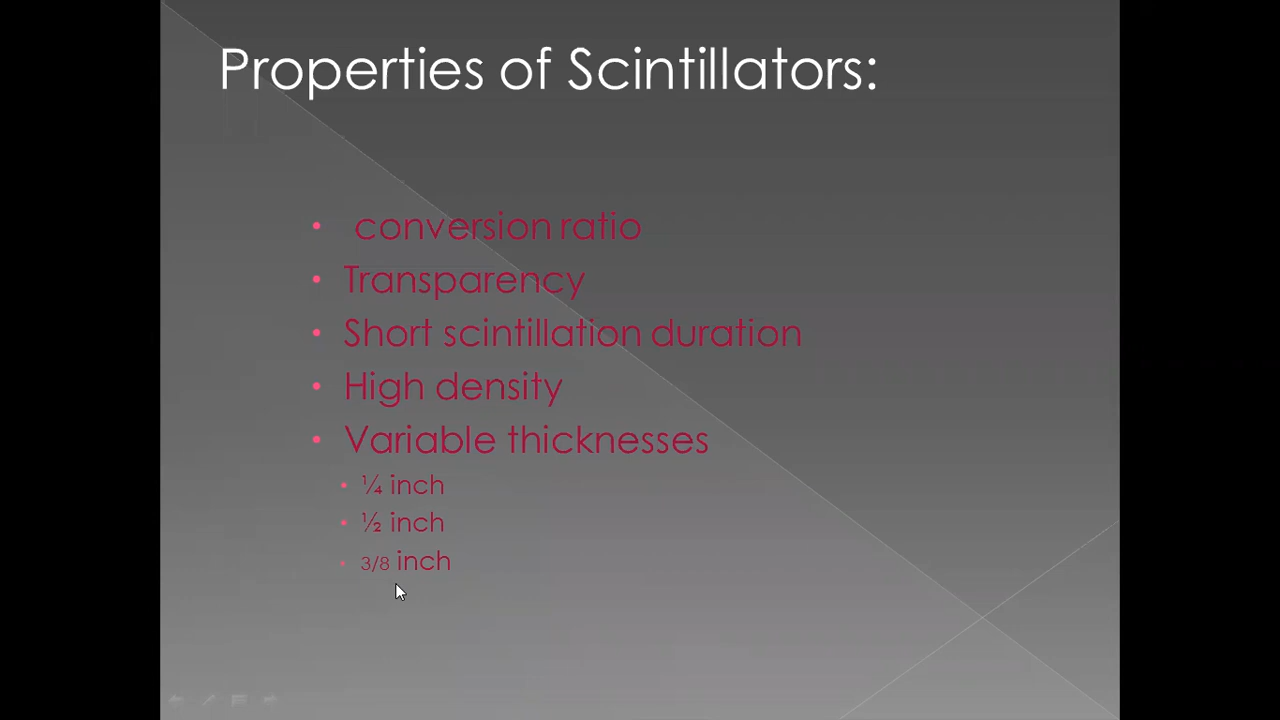 Properties of Scintillators:
• conversion ratio
• Transparency
• Short scintillation duration
• High density
• Variable thicknesses
• ¼ inch
• ½ inch
• 3/8 inch